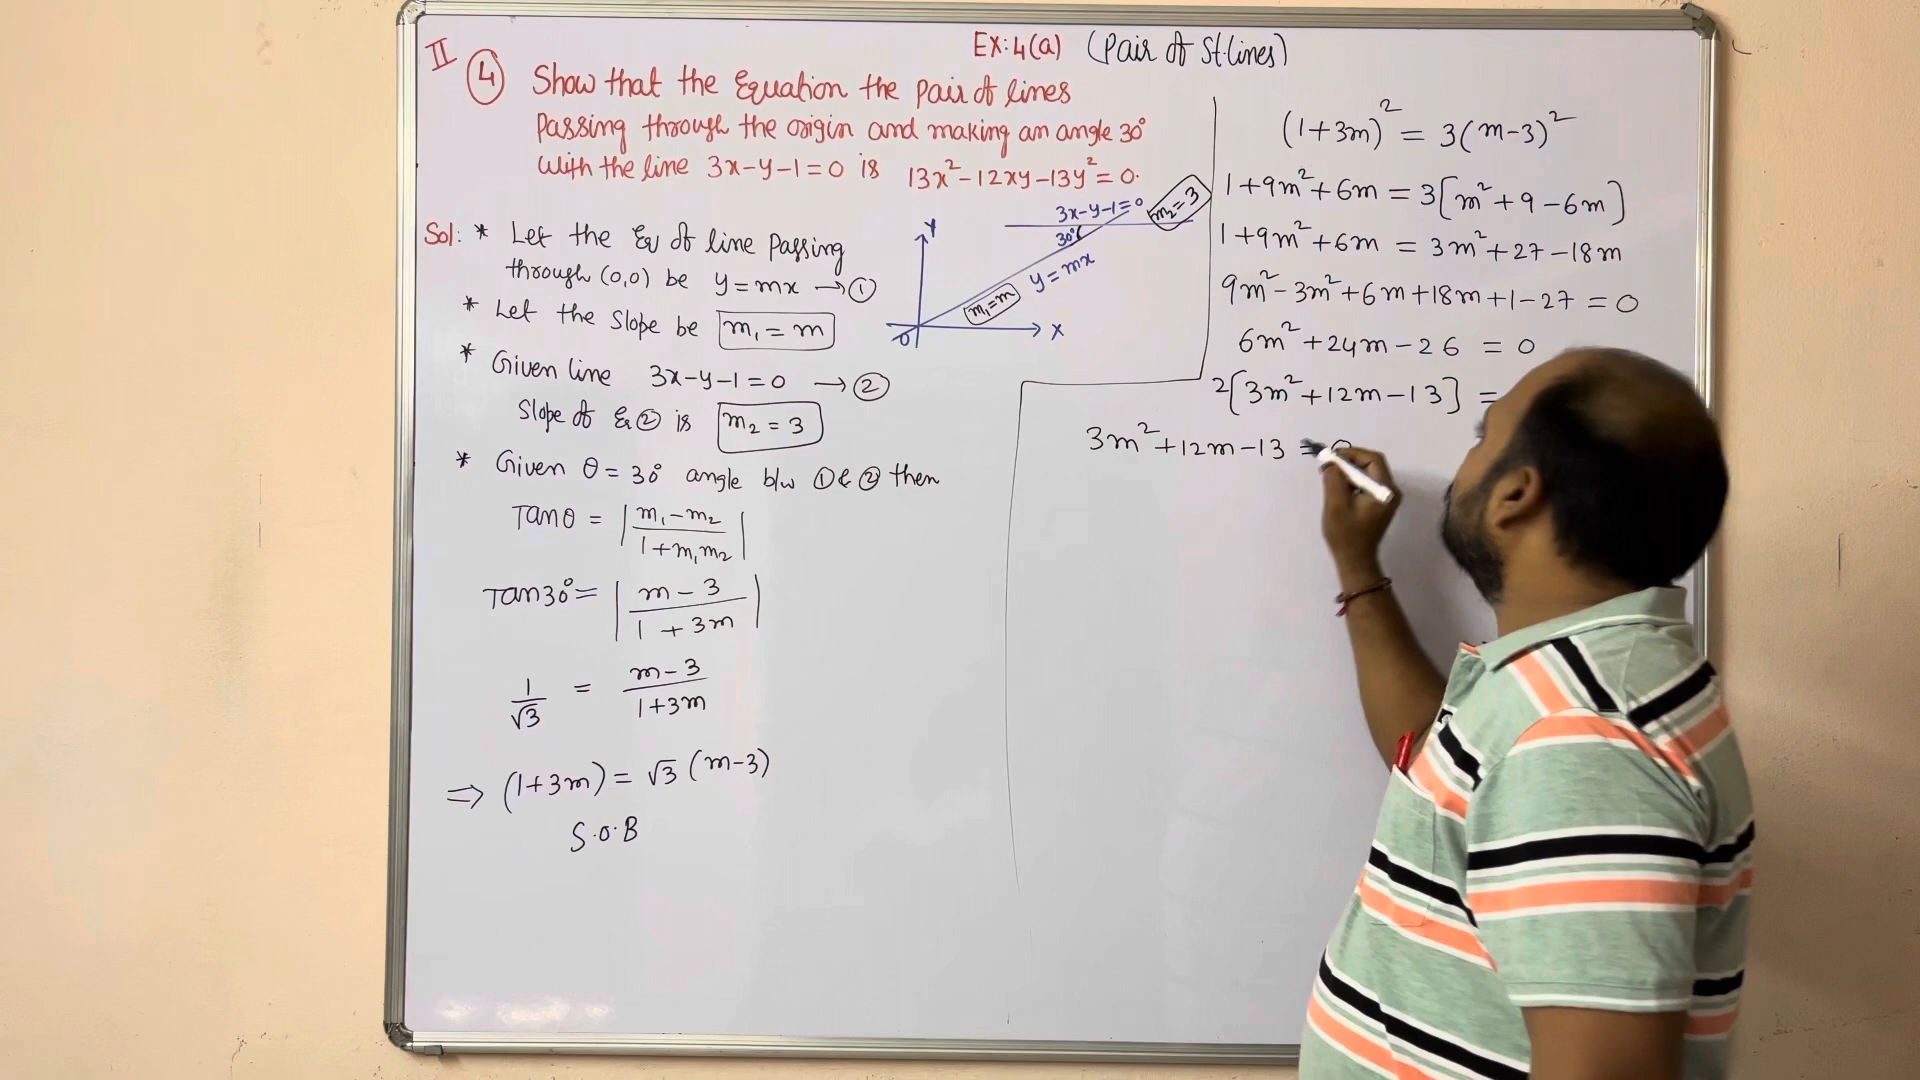 Ex: 4(a) (Pair of St. Lines)
II
④ Show that the Equation the Pair of lines
Passing through the origin and making an angle 30°
with the line 3x-y-1=0 is 13x²-12xy-13y²=0.
Sol: * Let the Eq of line Passing
through (0,0) be y=mx →①
* Let the slope be m₁ = m
* Given line 3x-y-1=0 →②
Slope of Eq ② is m₂ = 3
* Given θ = 30° angle b/w ① & ② then
Tanθ = |(m₁-m₂)/(1+m₁m₂)|
Tan30° = |(m-3)/(1+3m)|
1/√3 = (m-3)/(1+3m)
⇒ (1+3m) = √3 (m-3)
S.O.B
Y
3x-y-1=0
m₂=3
30°
y=mx
m₁=m
O
X
(1+3m)² = 3(m-3)²
1+9m²+6m = 3[m²+9-6m]
1+9m²+6m = 3m²+27-18m
9m²-3m²+6m+18m+1-27 = 0
6m²+24m-26 = 0
2[3m²+12m-13] =
3m²+12m-13 = 0